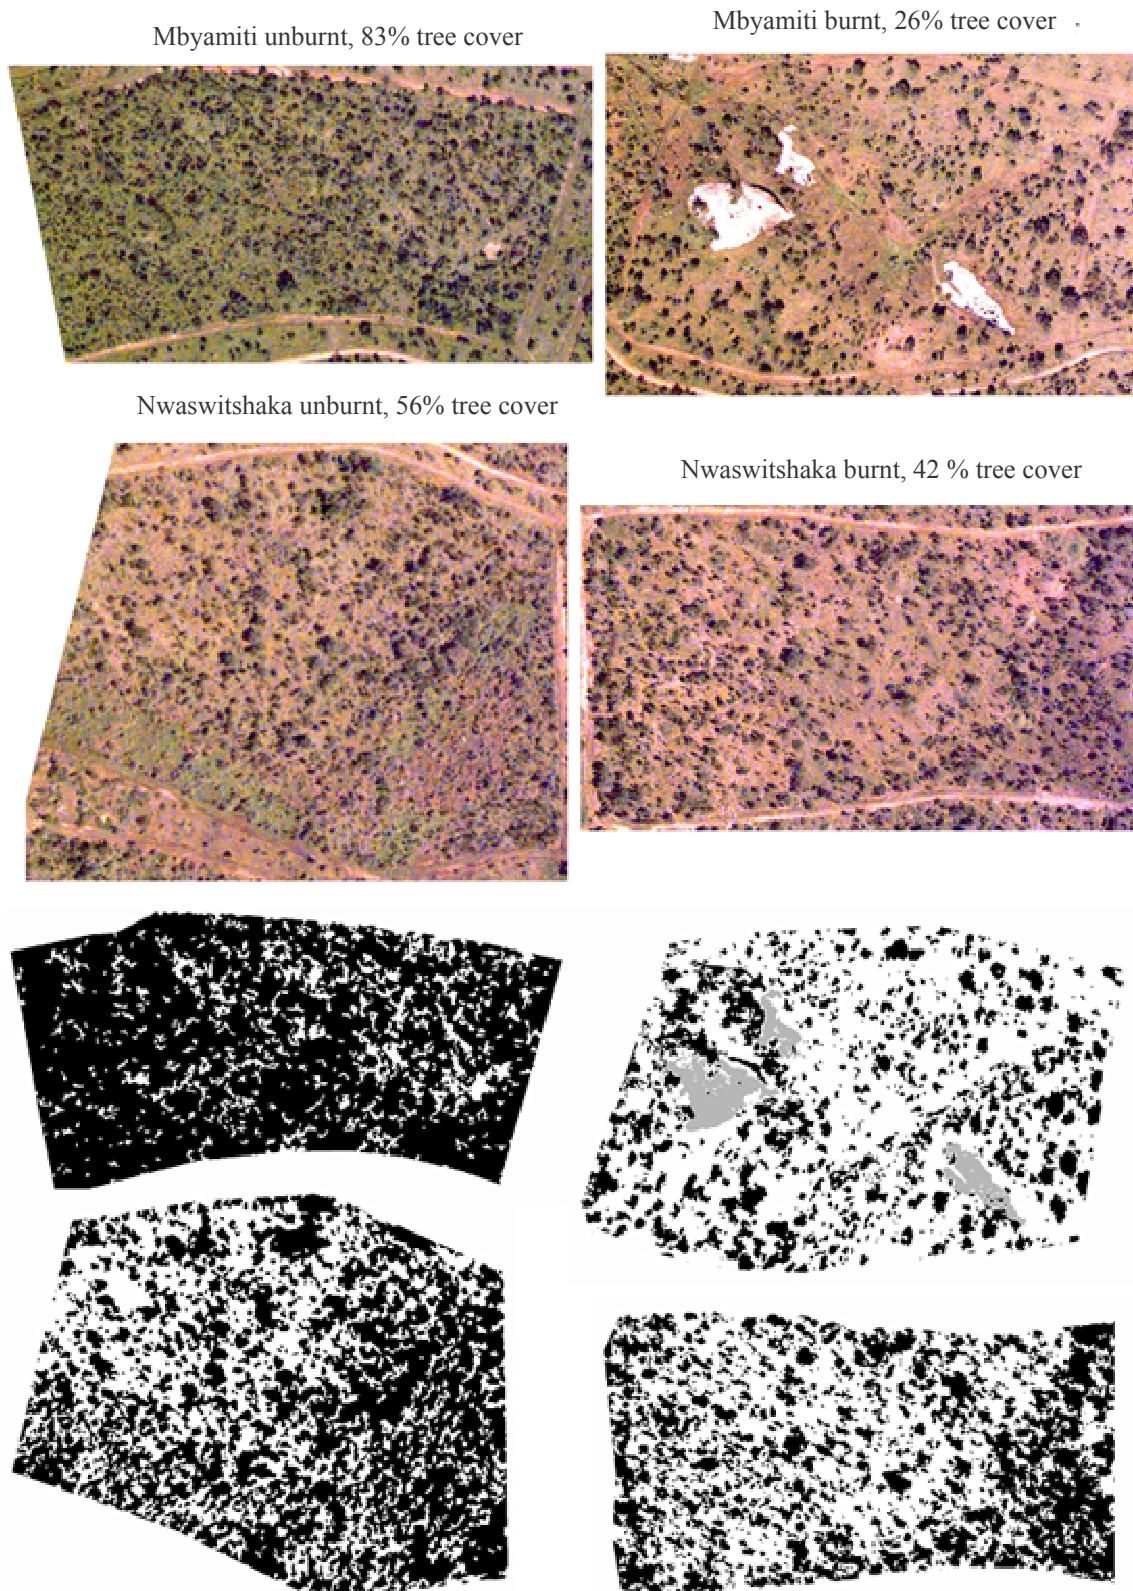 Mbyamiti unburnt, 83% tree cover
Mbyamiti burnt, 26% tree cover
Nwaswitshaka unburnt, 56% tree cover
Nwaswitshaka burnt, 42 % tree cover